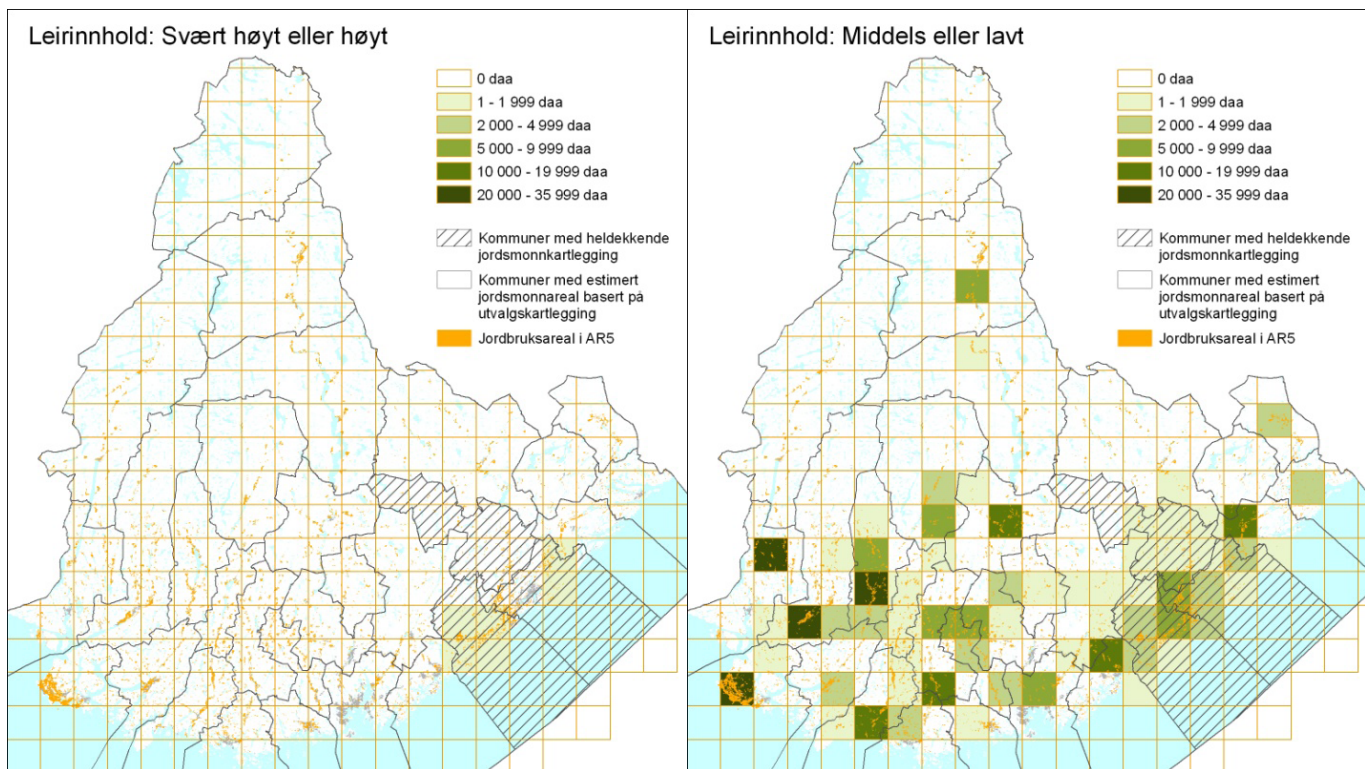 Leirinnhold: Svært høyt eller høyt
0 daa
1 - 1 999 daa
2 000 - 4 999 daa
5 000 - 9 999 daa
10 000 - 19 999 daa
20 000 - 35 999 daa
Kommuner med heldekkende
jordsmonnkartlegging
Kommuner med estimert
jordsmonnareal basert på
utvalgskartlegging
Jordbruksareal i AR5
Leirinnhold: Middels eller lavt
0 daa
1 - 1 999 daa
2 000 - 4 999 daa
5 000 - 9 999 daa
10 000 - 19 999 daa
20 000 - 35 999 daa
Kommuner med heldekkende
jordsmonnkartlegging
Kommuner med estimert
jordsmonnareal basert på
utvalgskartlegging
Jordbruksareal i AR5